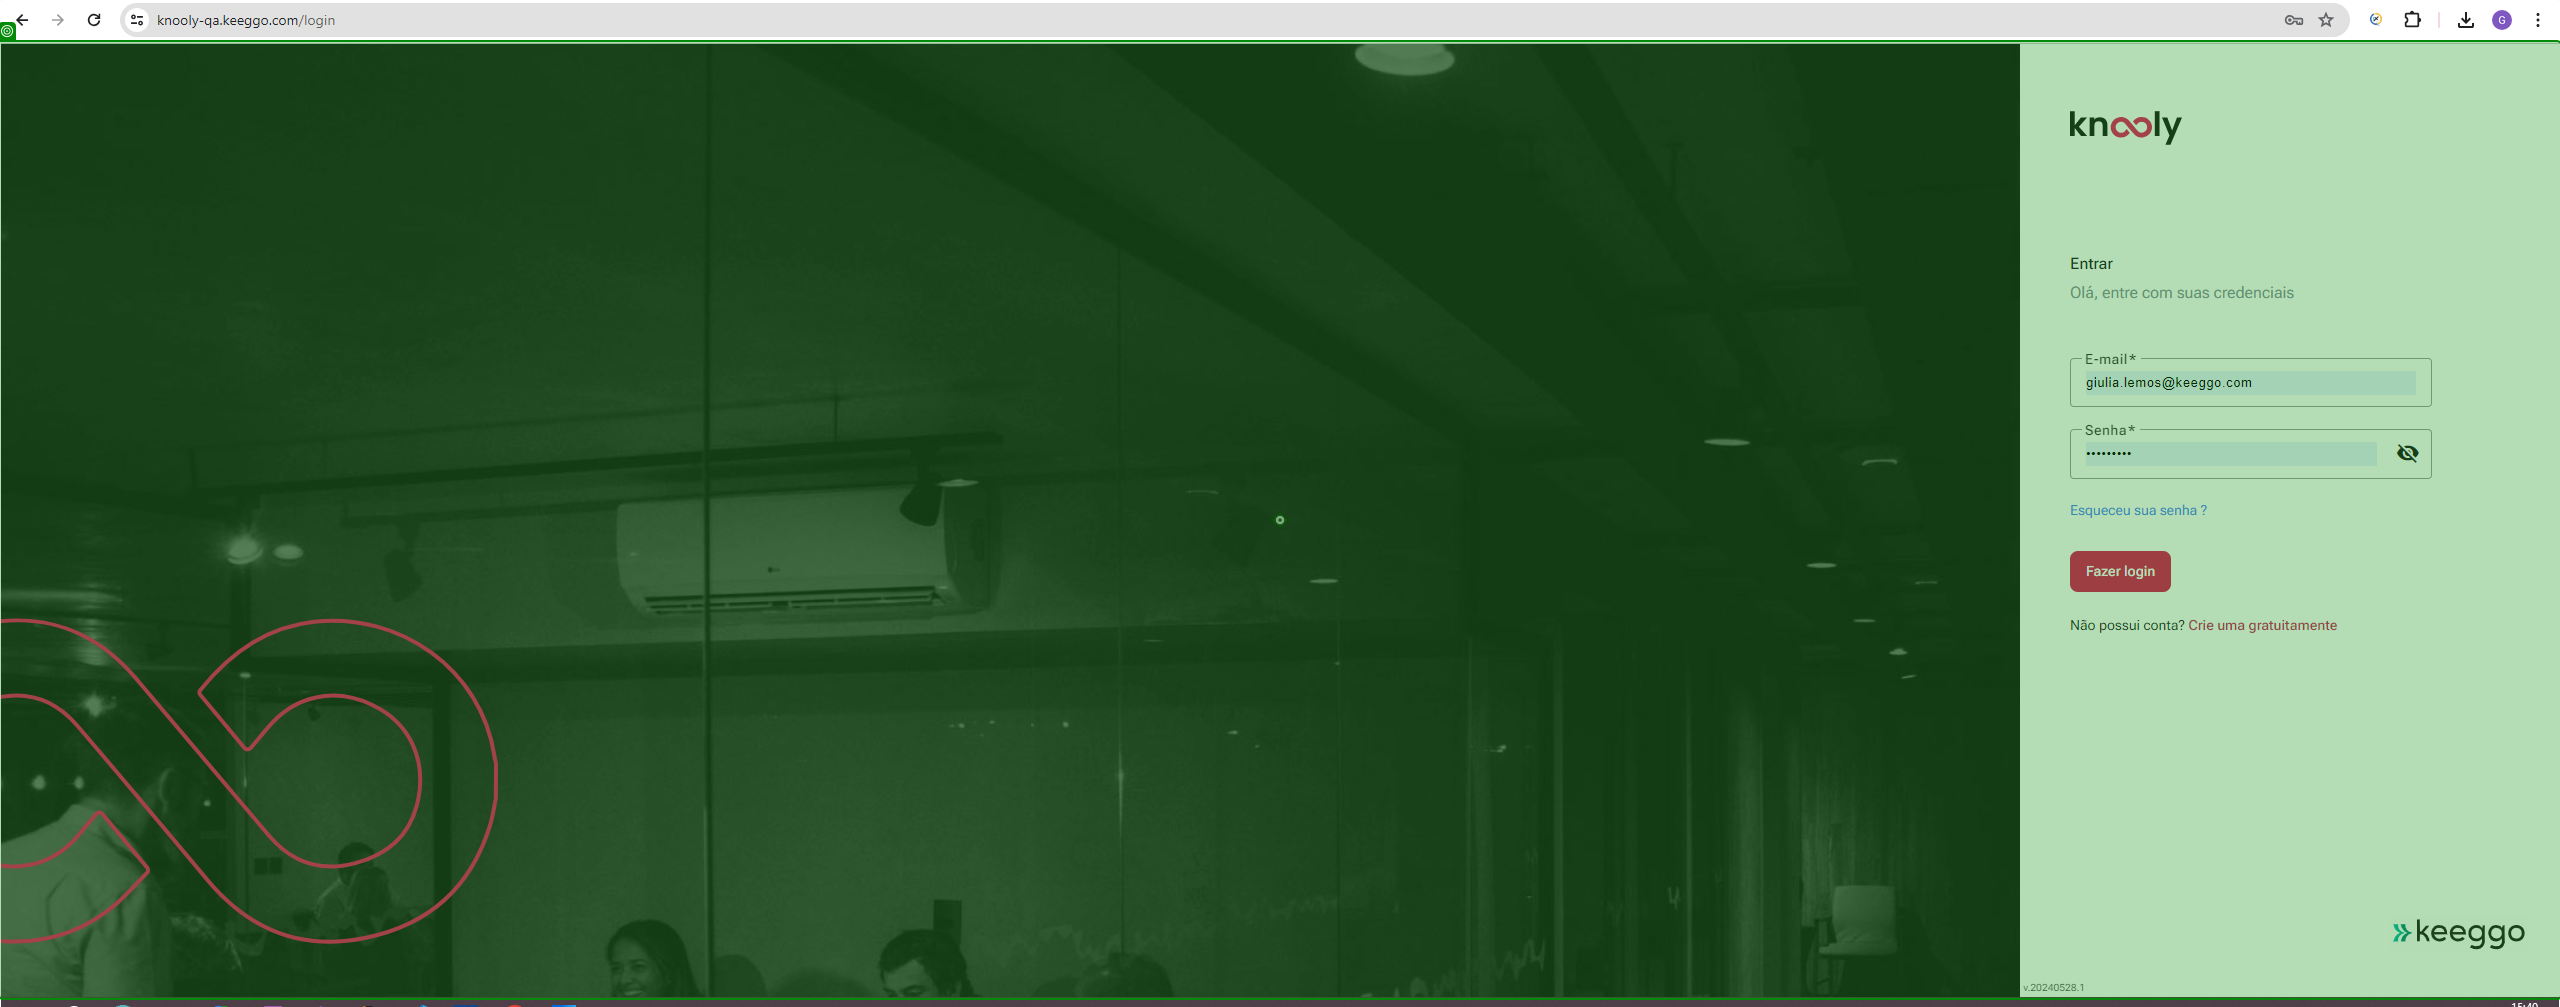 knooly-qa.keeggo.com/login
G
knooly
Entrar
Olá, entre com suas credenciais
E-mail*
giulia.lemos@keeggo.com
Senha*
•••••••••
Esqueceu sua senha ?
Fazer login
Não possui conta? Crie uma gratuitamente
keeggo
v.20240528.1